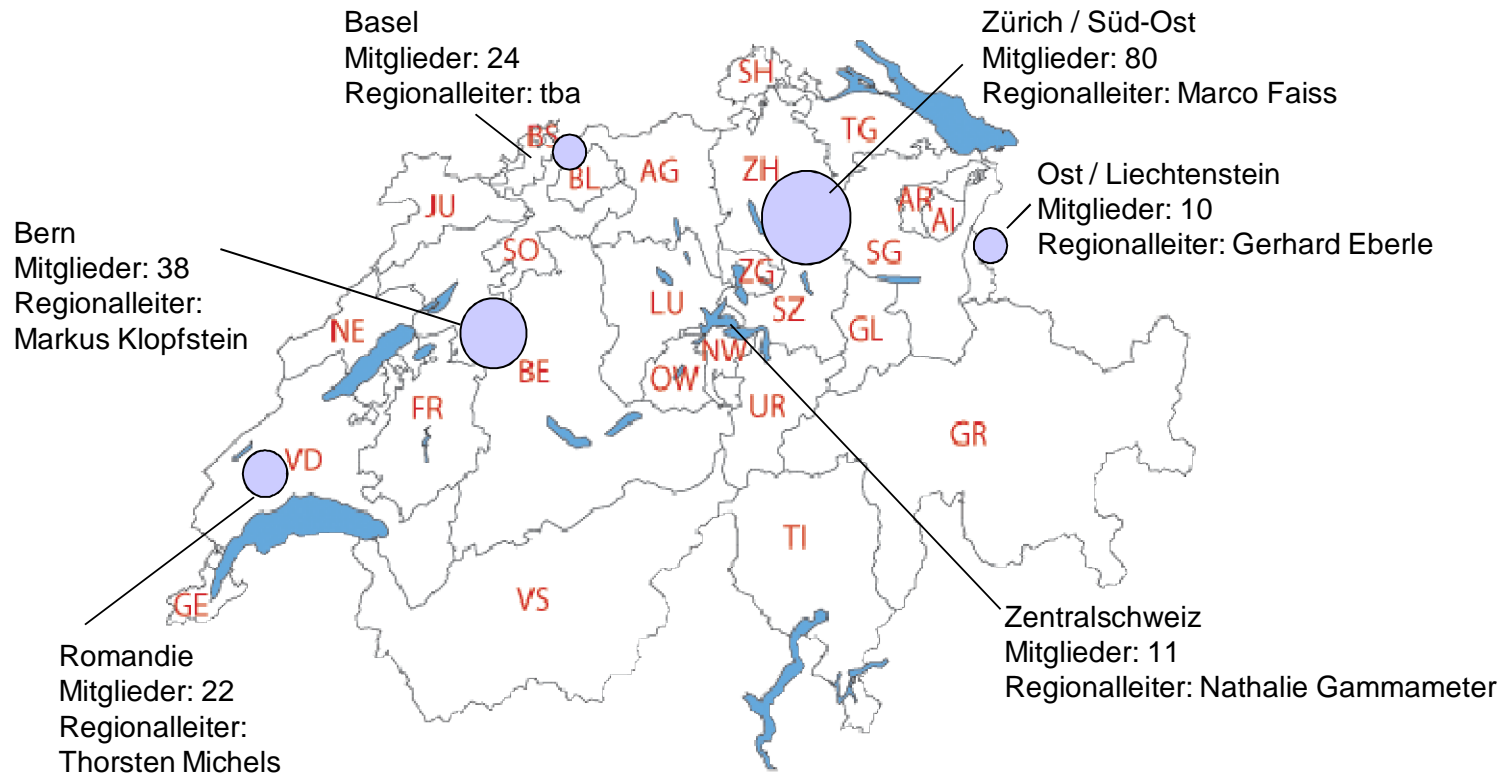 Basel
Mitglieder: 24
Regionalleiter: tba
Zürich / Süd-Ost
Mitglieder: 80
Regionalleiter: Marco Faiss
Ost / Liechtenstein
Mitglieder: 10
Regionalleiter: Gerhard Eberle
Bern
Mitglieder: 38
Regionalleiter:
Markus Klopfstein
Romandie
Mitglieder: 22
Regionalleiter:
Thorsten Michels
Zentralschweiz
Mitglieder: 11
Regionalleiter: Nathalie Gammameter
SH
BS
TG
BL
AG
ZH
JU
AR
AI
SO
SG
ZG
LU
SZ
NE
GL
NW
BE
OW
FR
UR
GR
VD
TI
VS
GE